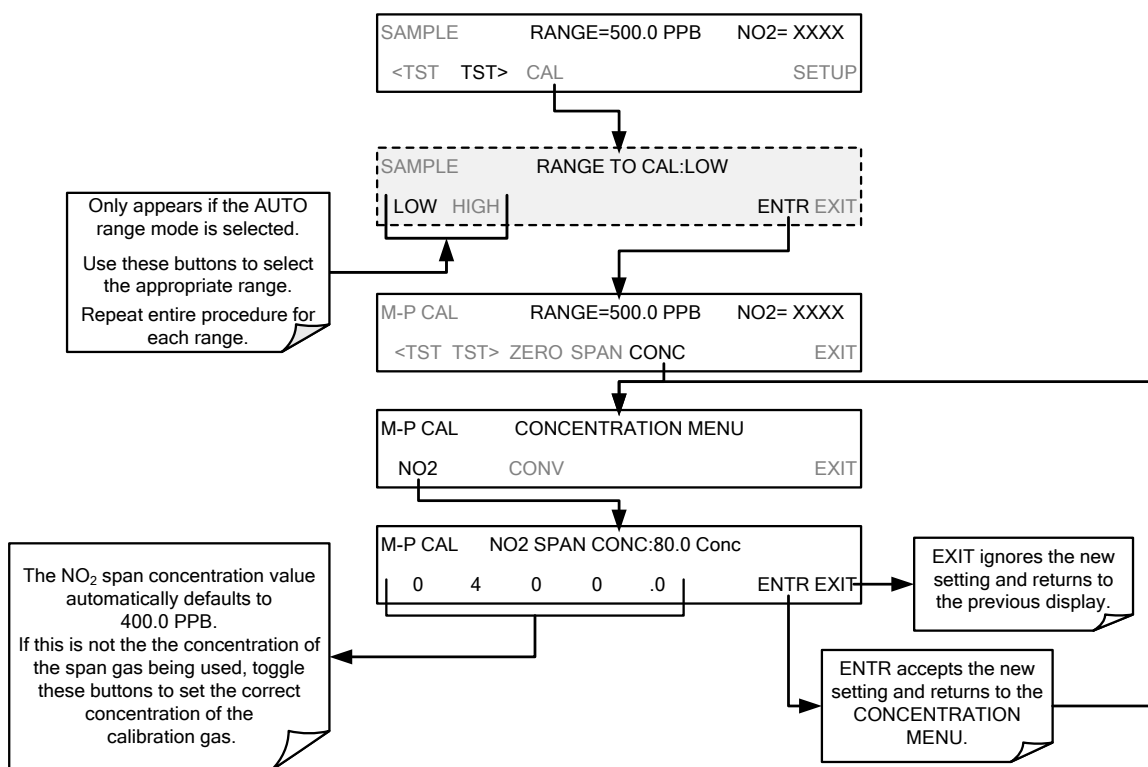 SAMPLE RANGE=500.0 PPB NO2= XXXX
<TST TST> CAL SETUP
SAMPLE RANGE TO CAL:LOW
LOW HIGH ENTR EXIT
Only appears if the AUTO
range mode is selected.
Use these buttons to select
the appropriate range.
Repeat entire procedure for
each range.
M-P CAL RANGE=500.0 PPB NO2= XXXX
<TST TST> ZERO SPAN CONC EXIT
M-P CAL CONCENTRATION MENU
NO2 CONV EXIT
M-P CAL NO2 SPAN CONC:80.0 Conc
0 4 0 0 .0 ENTR EXIT
The NO₂ span concentration value
automatically defaults to
400.0 PPB.
If this is not the the concentration of
the span gas being used, toggle
these buttons to set the correct
concentration of the
calibration gas.
EXIT ignores the new
setting and returns to
the previous display.
ENTR accepts the new
setting and returns to the
CONCENTRATION
MENU.